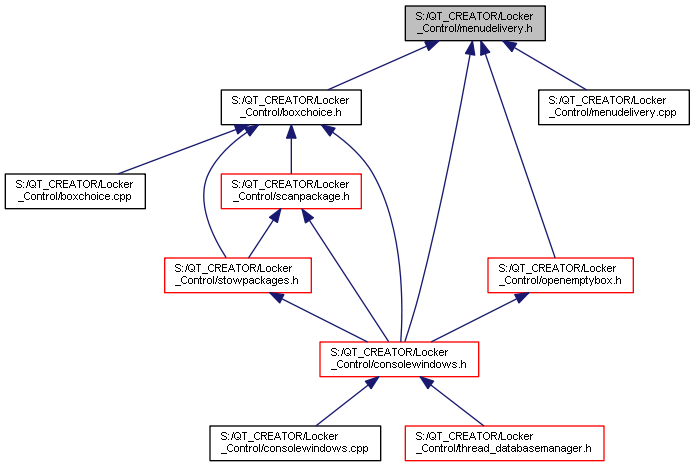 S:/QT_CREATOR/Locker
_Control/menudelivery.h
S:/QT_CREATOR/Locker
_Control/boxchoice.h
S:/QT_CREATOR/Locker
_Control/menudelivery.cpp
S:/QT_CREATOR/Locker
_Control/boxchoice.cpp
S:/QT_CREATOR/Locker
_Control/scanpackage.h
S:/QT_CREATOR/Locker
_Control/stowpackages.h
S:/QT_CREATOR/Locker
_Control/openemptybox.h
S:/QT_CREATOR/Locker
_Control/consolewindows.h
S:/QT_CREATOR/Locker
_Control/consolewindows.cpp
S:/QT_CREATOR/Locker
_Control/thread_databasemanager.h